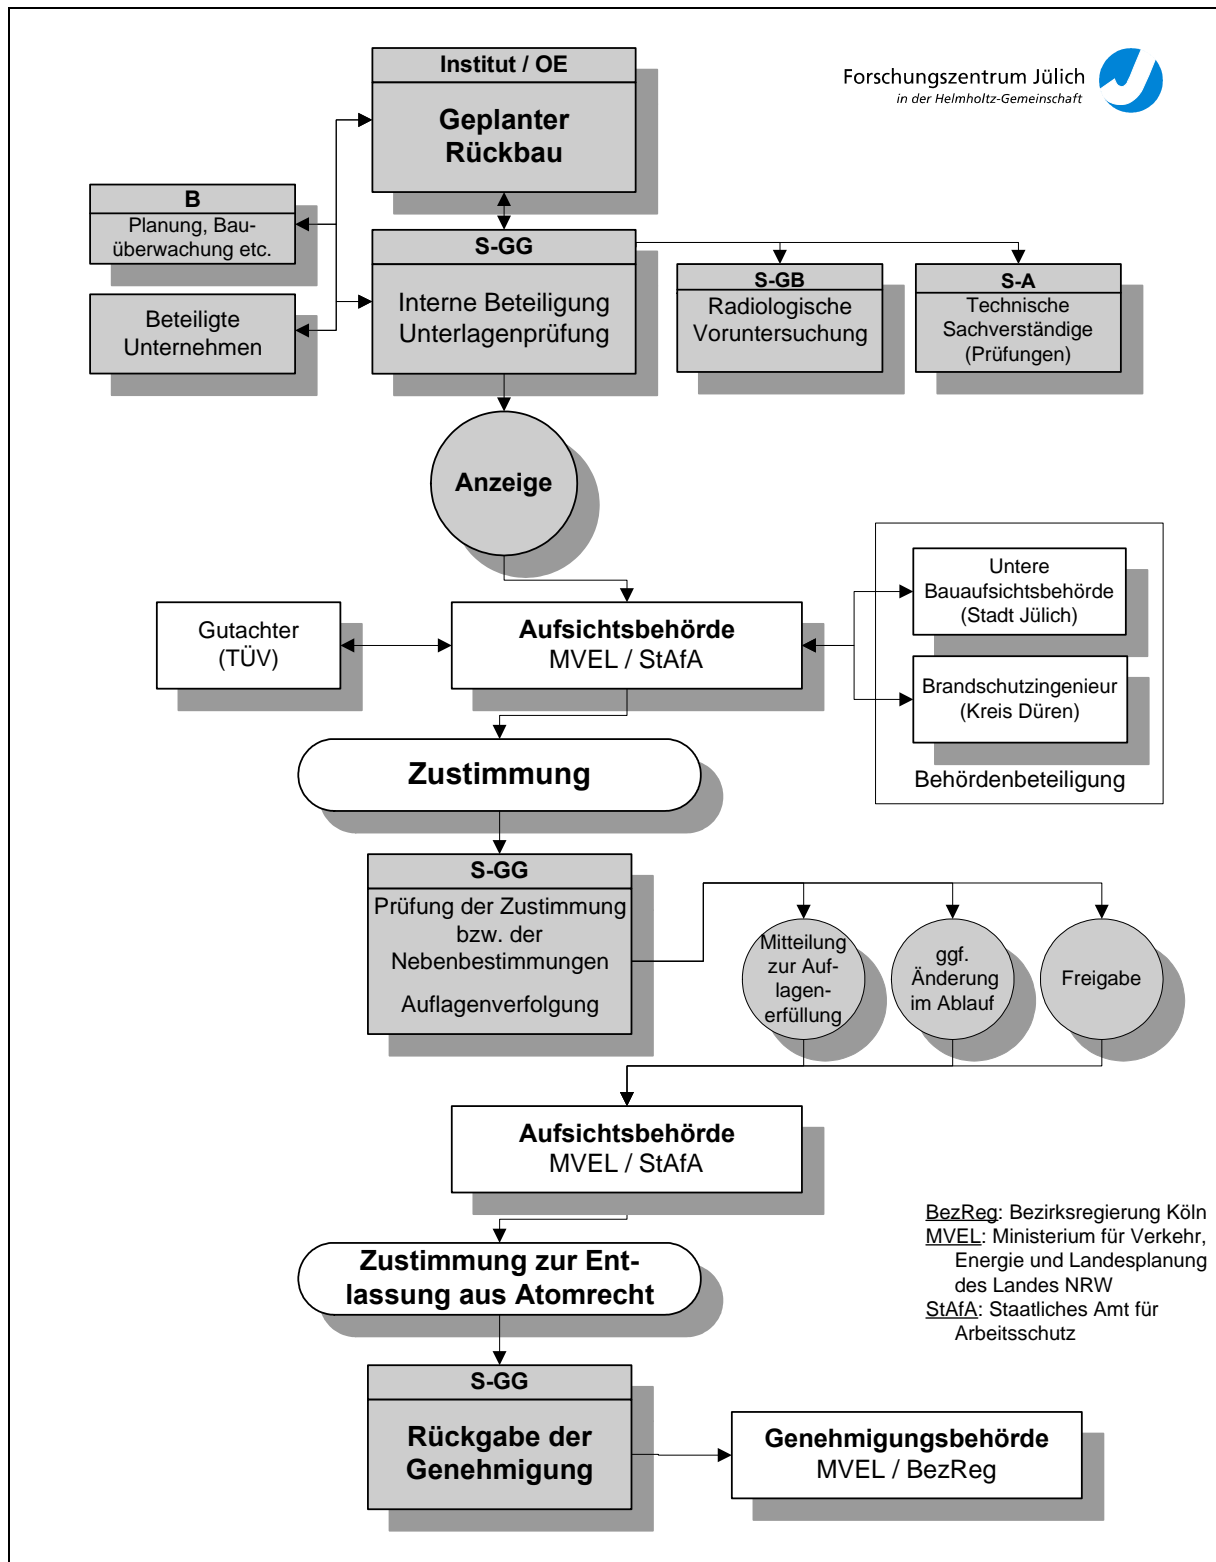 Institut / OE
Geplanter
Rückbau
Forschungszentrum Jülich
in der Helmholtz-Gemeinschaft
B
Planung, Bau-
überwachung etc.
Beteiligte
Unternehmen
S-GG
Interne Beteiligung
Unterlagenprüfung
S-GB
Radiologische
Voruntersuchung
S-A
Technische
Sachverständige
(Prüfungen)
Anzeige
Gutachter
(TÜV)
Aufsichtsbehörde
MVEL / StAfA
Untere
Bauaufsichtsbehörde
(Stadt Jülich)
Brandschutzingenieur
(Kreis Düren)
Behördenbeteiligung
Zustimmung
S-GG
Prüfung der Zustimmung
bzw. der
Nebenbestimmungen
Auflagenverfolgung
Mitteilung
zur Auf-
lagen-
erfüllung
ggf.
Änderung
im Ablauf
Freigabe
Aufsichtsbehörde
MVEL / StAfA
BezReg: Bezirksregierung Köln
MVEL: Ministerium für Verkehr,
Energie und Landesplanung
des Landes NRW
StAfA: Staatliches Amt für
Arbeitsschutz
Zustimmung zur Ent-
lassung aus Atomrecht
S-GG
Rückgabe der
Genehmigung
Genehmigungsbehörde
MVEL / BezReg